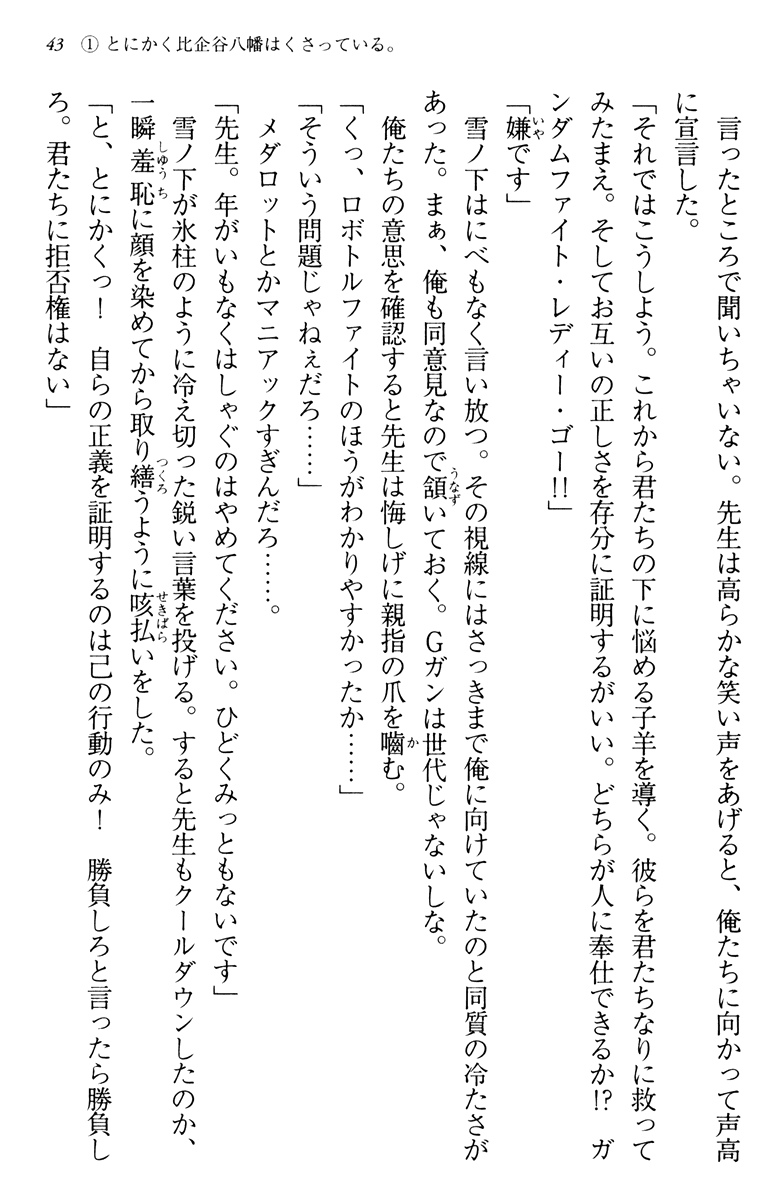 43　①とにかく比企谷八幡はくさっている。
　言ったところで聞いちゃいない。先生は高らかな笑い声をあげると、俺たちに向かって声高
に宣言した。
「それではこうしよう。これから君たちの下に悩める子羊を導く。彼らを君たちなりに救って
みたまえ。そしてお互いの正しさを存分に証明するがいい。どちらが人に奉仕できるか!?　ガ
ンダムファイト・レディー・ゴー!!」
「嫌です」
　雪ノ下はにべもなく言い放つ。その視線にはさっきまで俺に向けていたのと同質の冷たさが
あった。まぁ、俺も同意見なので頷いておく。Gガンは世代じゃないしな。
　俺たちの意思を確認すると先生は悔しげに親指の爪を嚙む。
「くっ、ロボトルファイトのほうがわかりやすかったか……」
「そういう問題じゃねぇだろ……」
　メダロットとかマニアックすぎんだろ……。
「先生。年がいもなくはしゃぐのはやめてください。ひどくみっともないです」
　雪ノ下が氷柱のように冷え切った鋭い言葉を投げる。すると先生もクールダウンしたのか、
一瞬羞恥に顔を染めてから取り繕うように咳払いをした。
「と、とにかくっ！　自らの正義を証明するのは己の行動のみ！　勝負しろと言ったら勝負し
ろ。君たちに拒否権はない」